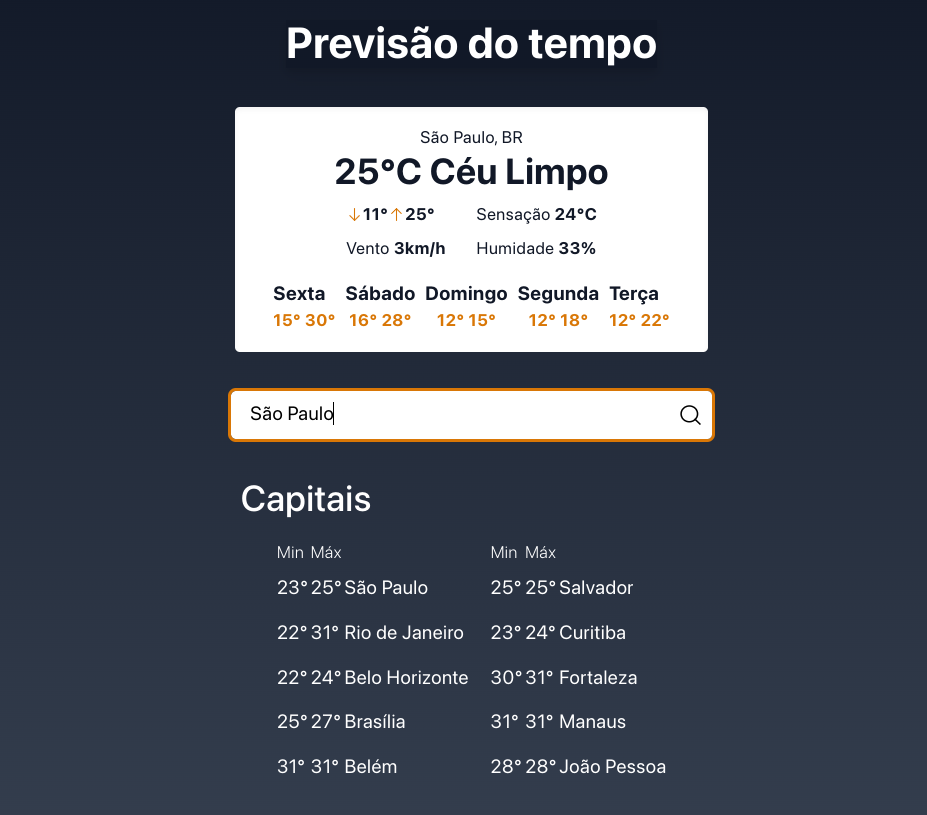 Previsão do tempo
São Paulo, BR
25°C Céu Limpo
↓11°↑25° Sensação 24°C
Vento 3km/h Humidade 33%
Sexta Sábado Domingo Segunda Terça
15° 30° 16° 28° 12° 15° 12° 18° 12° 22°
São Paulo
Capitais
Min Máx Min Máx
23° 25° São Paulo 25° 25° Salvador
22° 31° Rio de Janeiro 23° 24° Curitiba
22° 24° Belo Horizonte 30° 31° Fortaleza
25° 27° Brasília 31° 31° Manaus
31° 31° Belém 28° 28° João Pessoa